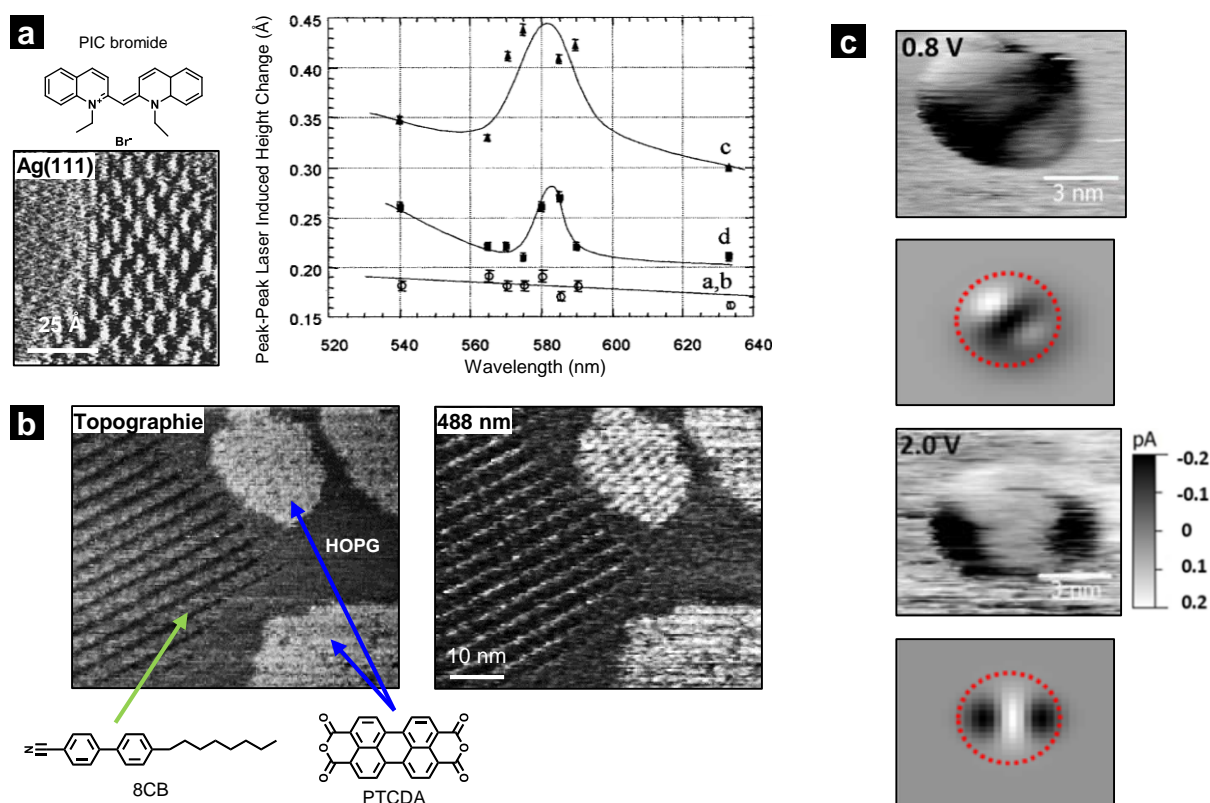 a
PIC bromide
N⁺
N
Br⁻
Ag(111)
25 Å
Peak-Peak Laser Induced Height Change (Å)
0.45
0.40
0.35
0.30
0.25
0.20
0.15
c
d
a,b
520 540 560 580 600 620 640
Wavelength (nm)
b
Topographie
HOPG
488 nm
10 nm
N
8CB
O O
O O
O O
PTCDA
c
0.8 V
3 nm
2.0 V
3 nm
pA
-0.2
-0.1
0
0.1
0.2